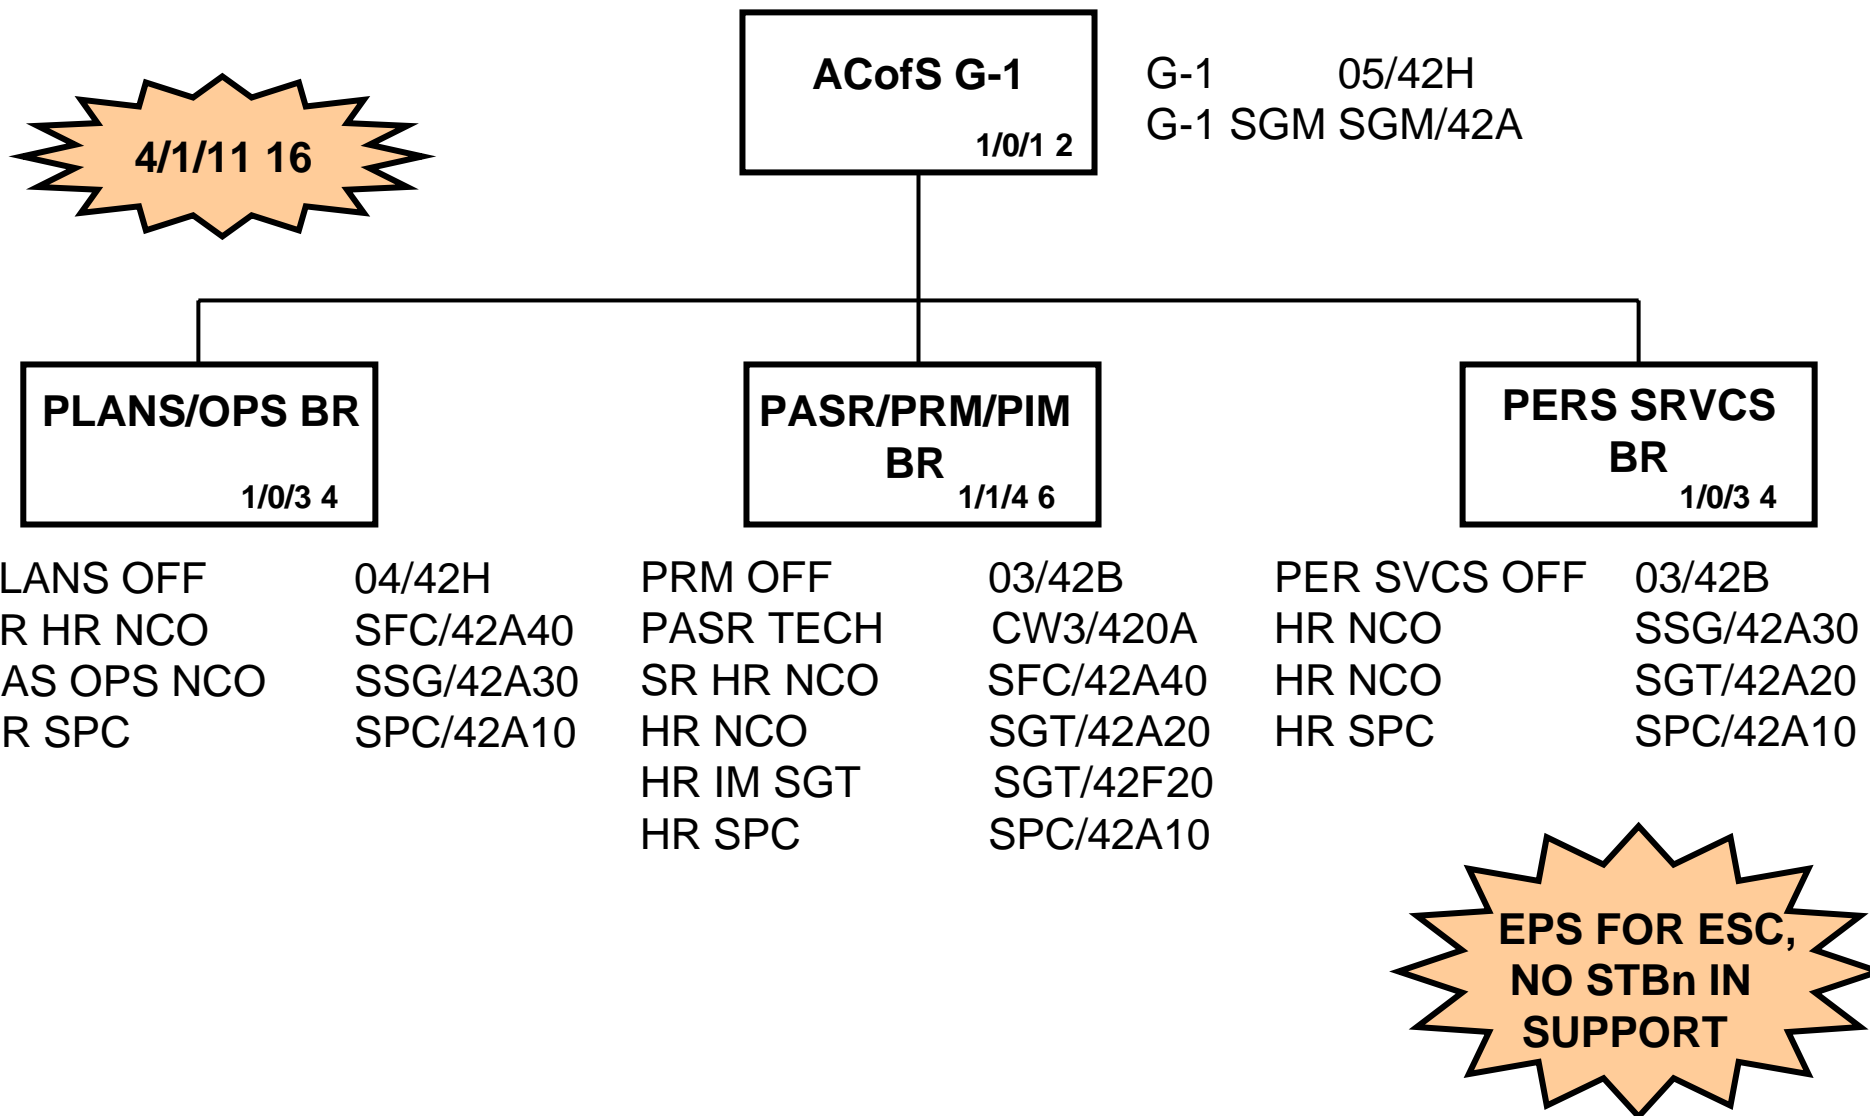 ACofS G-1
1/0/1 2
G-1 05/42H
G-1 SGM SGM/42A
4/1/11 16
PLANS/OPS BR
1/0/3 4
LANS OFF 04/42H
R HR NCO SFC/42A40
AS OPS NCO SSG/42A30
R SPC SPC/42A10
PASR/PRM/PIM
BR
1/1/4 6
PRM OFF 03/42B
PASR TECH CW3/420A
SR HR NCO SFC/42A40
HR NCO SGT/42A20
HR IM SGT SGT/42F20
HR SPC SPC/42A10
PERS SRVCS
BR
1/0/3 4
PER SVCS OFF 03/42B
HR NCO SSG/42A30
HR NCO SGT/42A20
HR SPC SPC/42A10
EPS FOR ESC,
NO STBn IN
SUPPORT